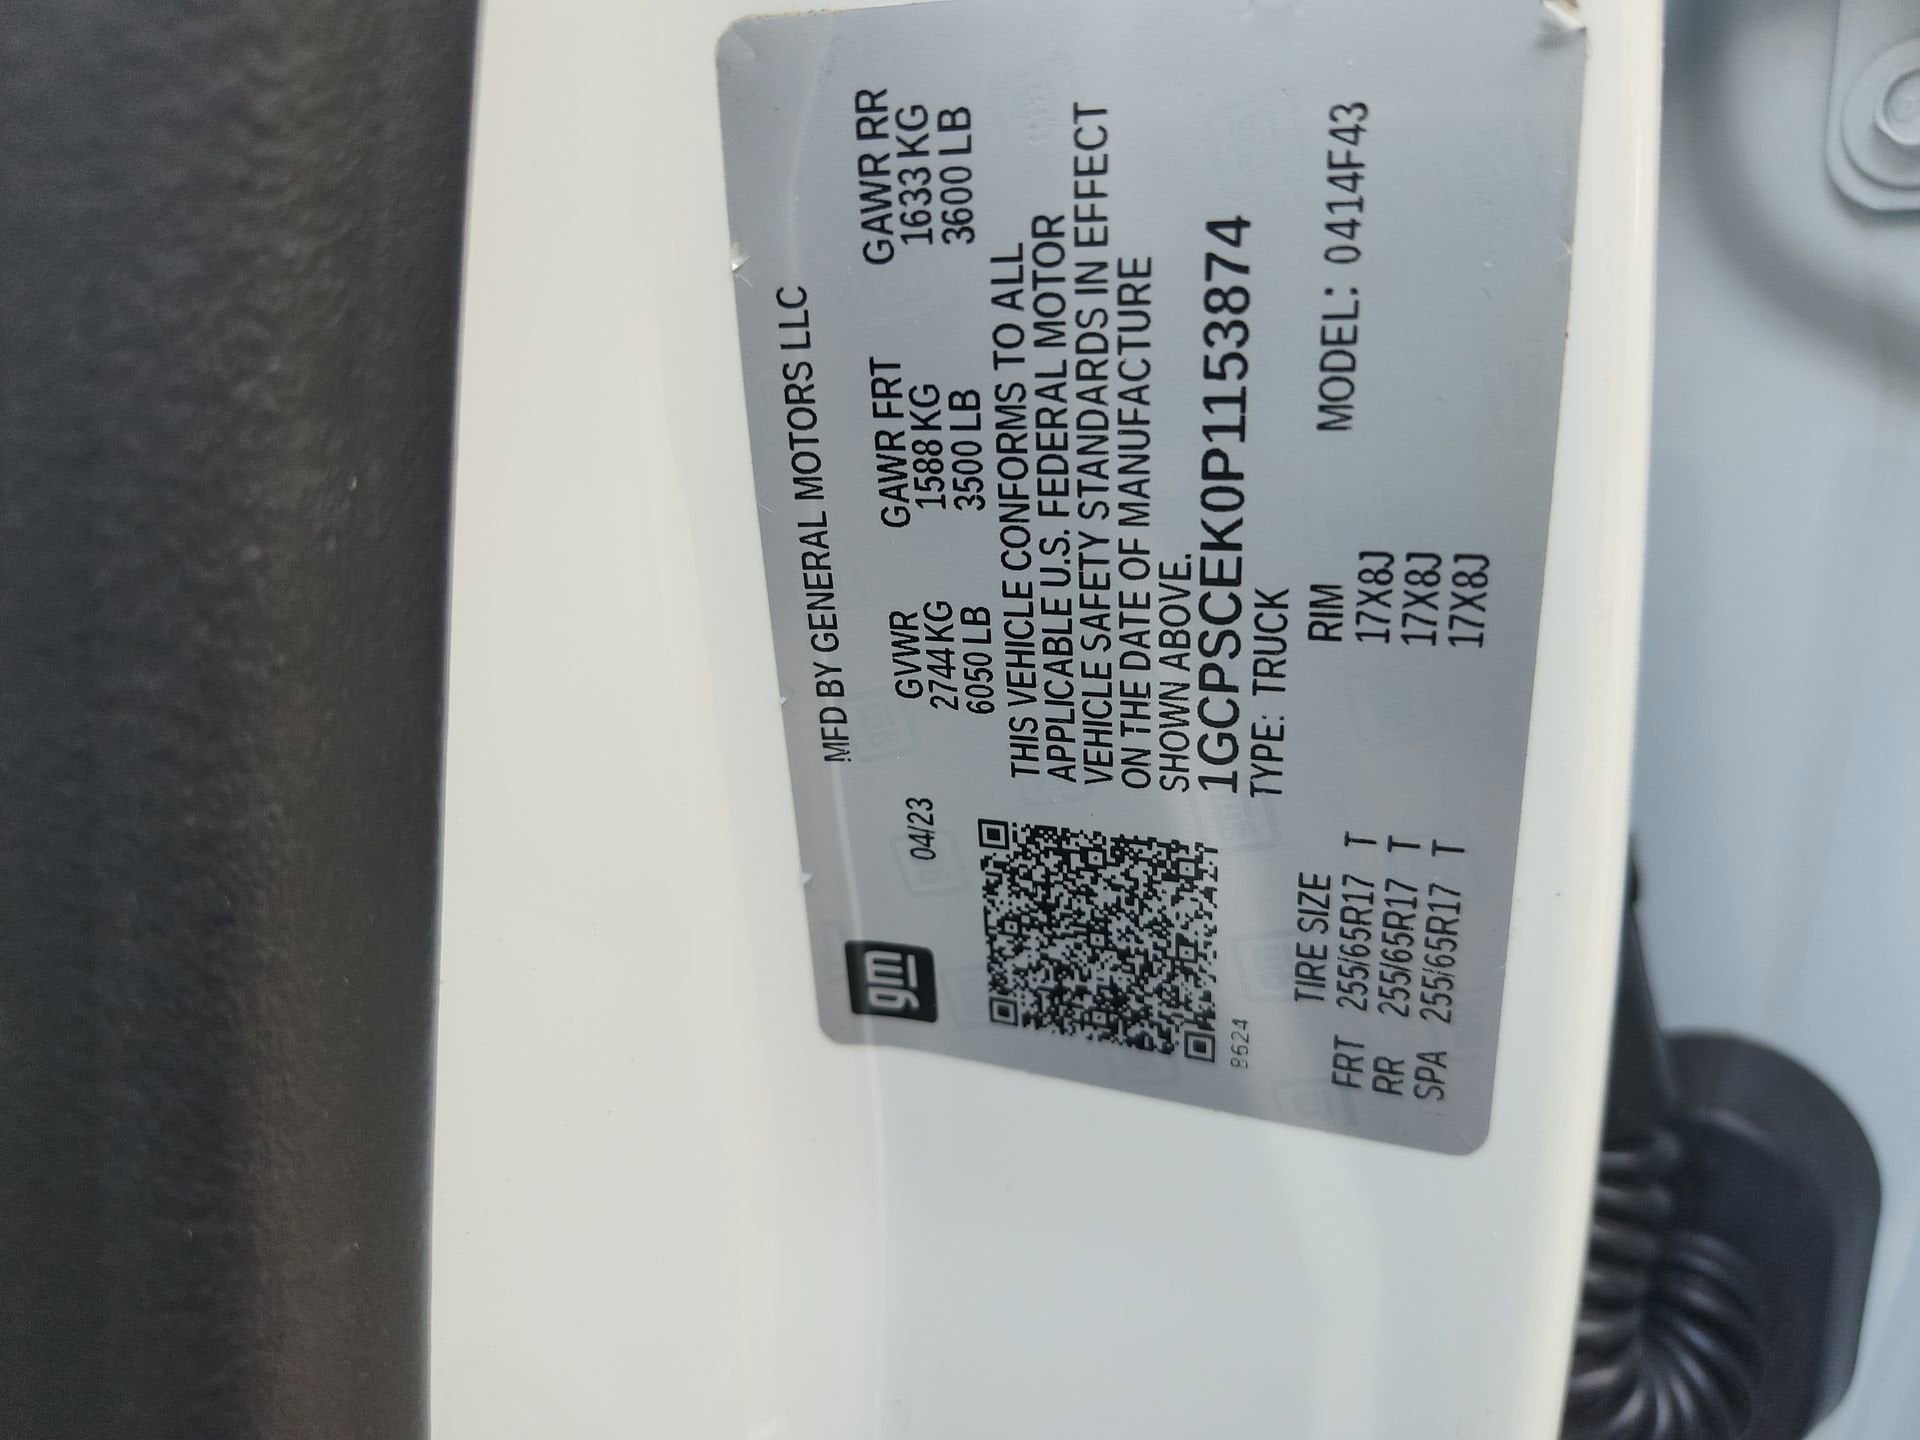 MFD BY GENERAL MOTORS LLC
gm
04/23
GVWR GAWR FRT GAWR RR
2744 KG 1588 KG 1633 KG
6050 LB 3500 LB 3600 LB
THIS VEHICLE CONFORMS TO ALL
APPLICABLE U.S. FEDERAL MOTOR
VEHICLE SAFETY STANDARDS IN EFFECT
ON THE DATE OF MANUFACTURE
SHOWN ABOVE.
1GCPSCEK0P1153874
TYPE: TRUCK
8624
TIRE SIZE RIM MODEL: 0414F43
FRT 255/65R17 T 17X8J
RR 255/65R17 T 17X8J
SPA 255/65R17 T 17X8J